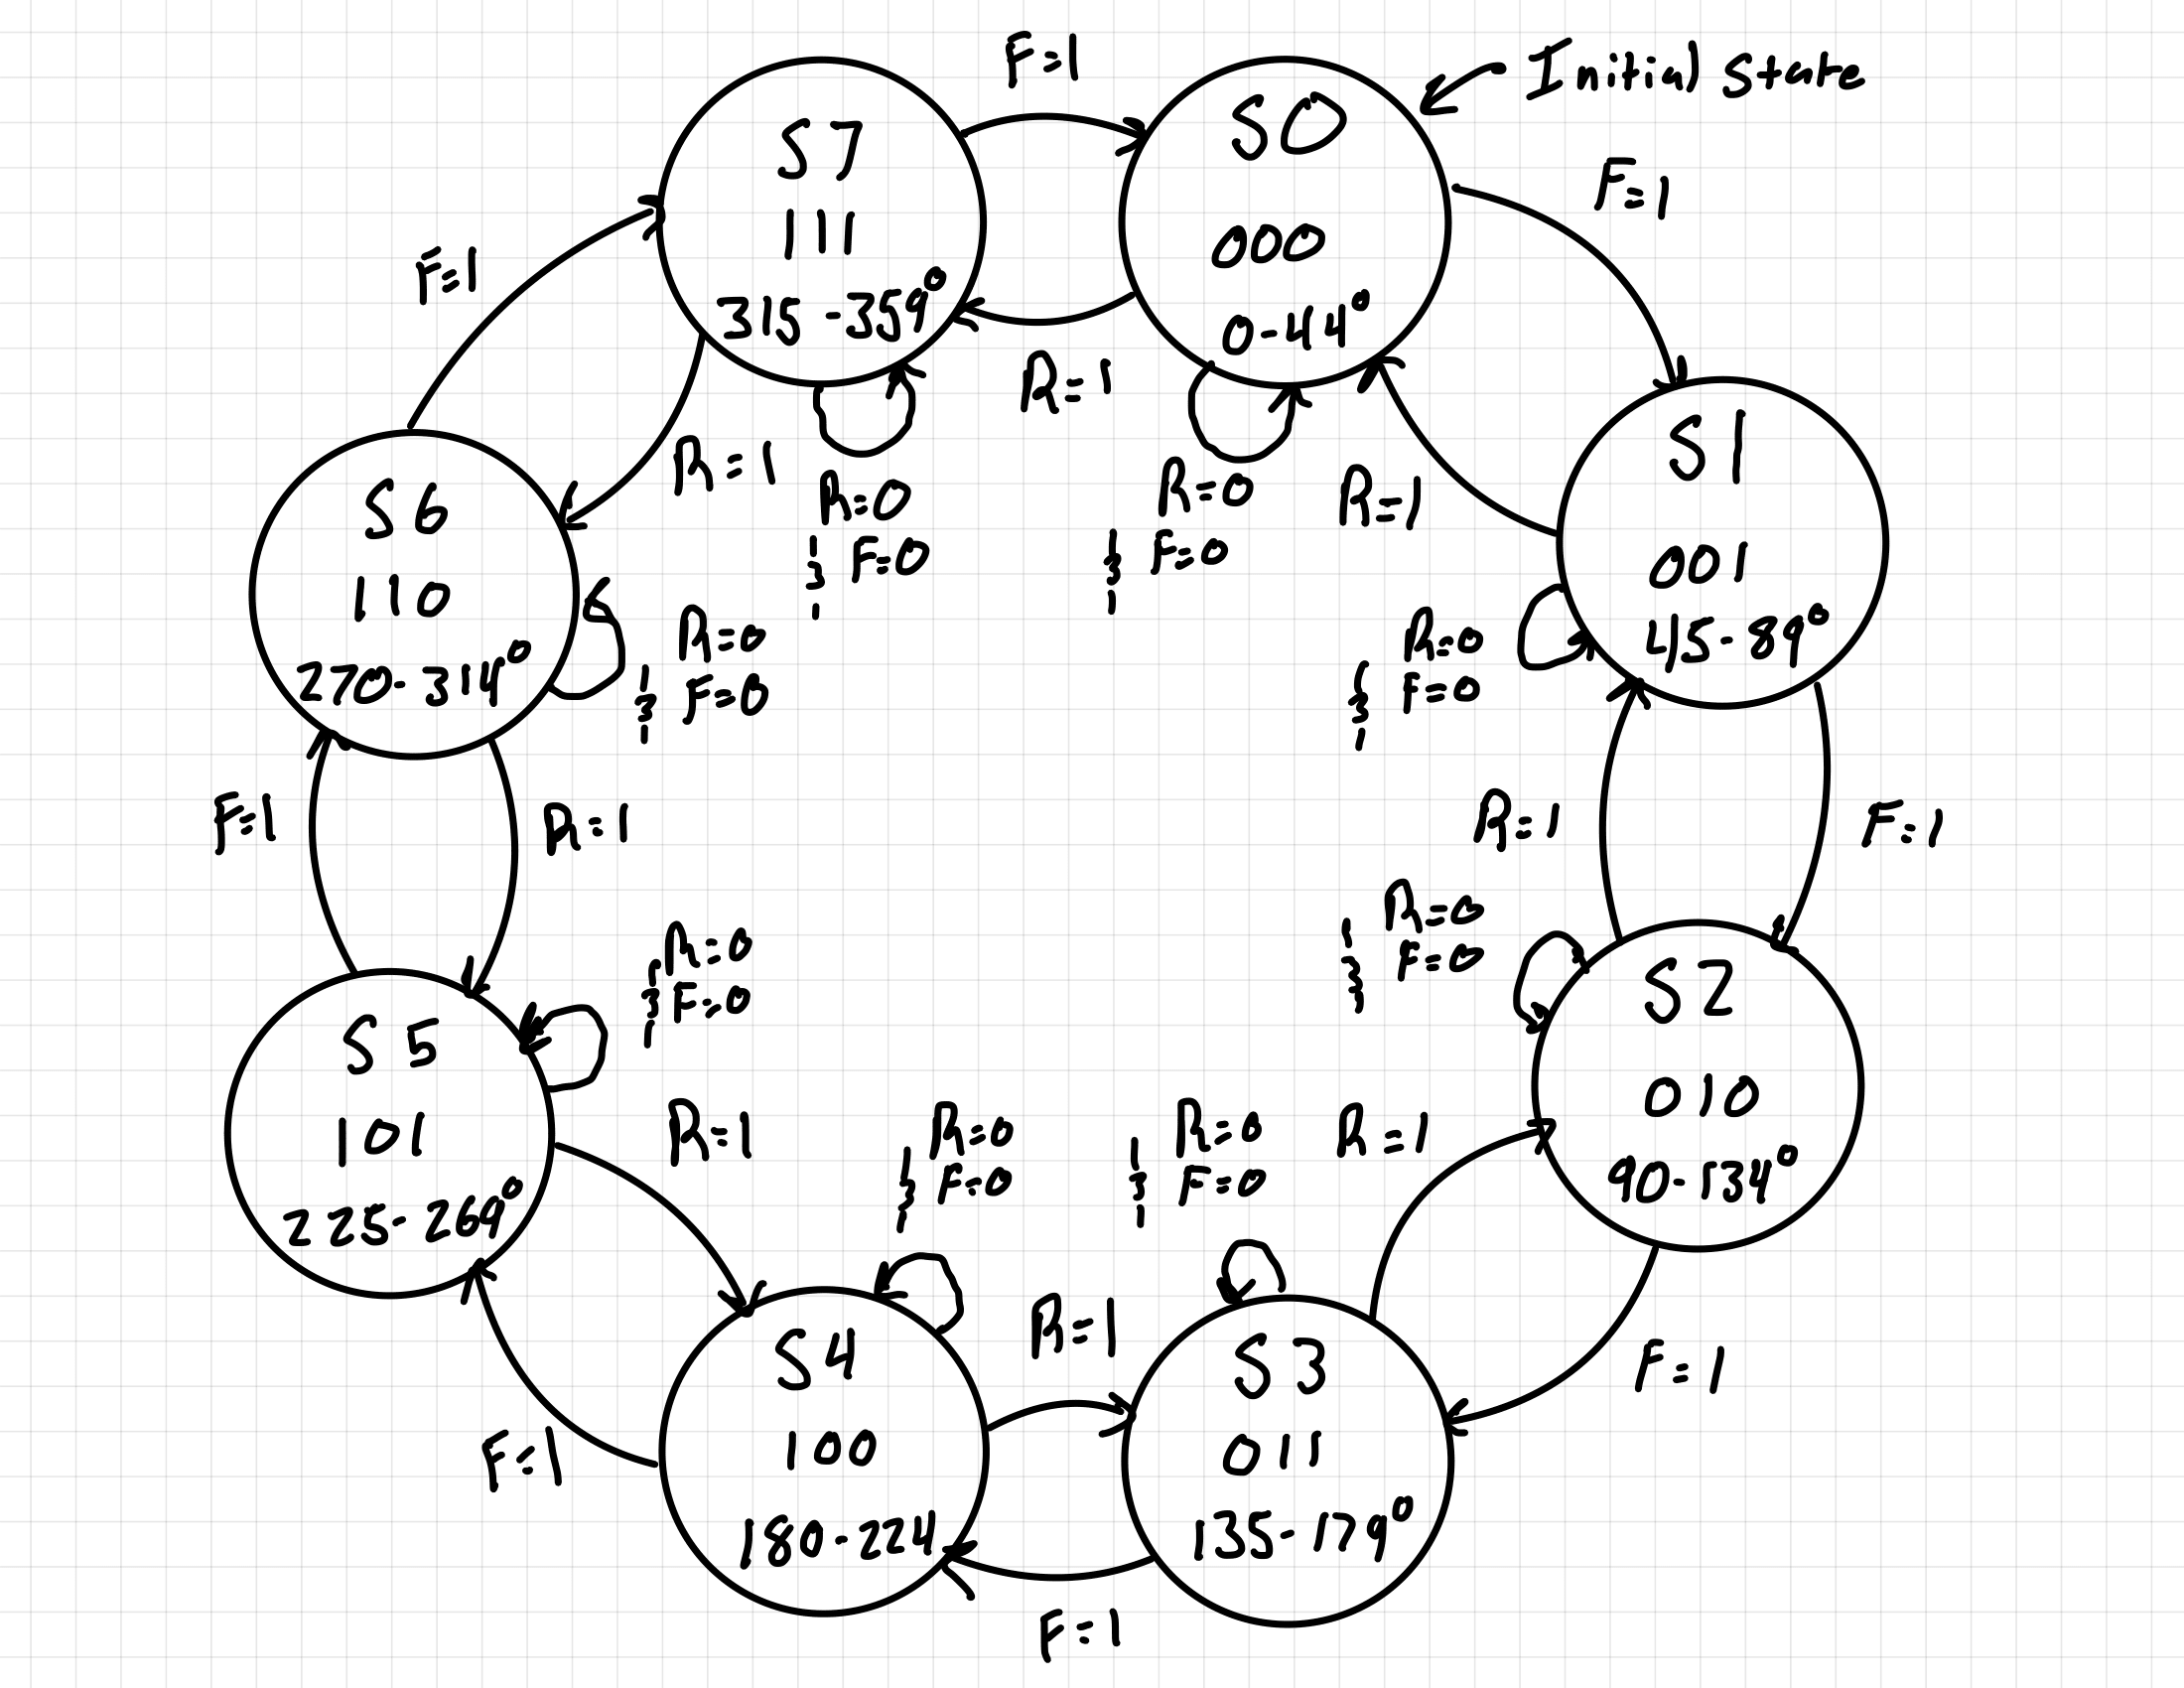 F=1
Initial State
S7
111
315-359°
S0
000
0-44°
F=1
F=1
R=1
R=1
R=0
& F=0
R=0
& F=0
R=1
S1
001
45-89°
S6
110
270-314°
R=0
& F=0
R=0
& F=0
F=1
R=1
R=1
F=1
R=0
& F=0
R=0
& F=0
S5
101
225-269°
S2
010
90-134°
R=1
R=0
& F=0
R=0
& F=0
R=1
R=1
S4
100
180-224
S3
011
135-179°
F=1
F=1
F=1